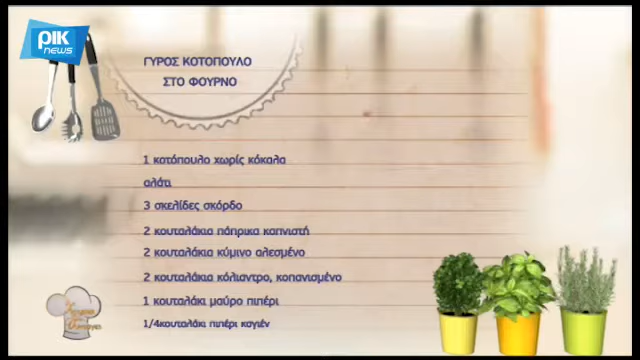 ΡΙΚ
news
ΓΥΡΟΣ ΚΟΤΟΠΟΥΛΟ
ΣΤΟ ΦΟΥΡΝΟ
1 κοτόπουλο χωρίς κόκαλα
αλάτι
3 σκελίδες σκόρδο
2 κουταλάκια πάπρικα καπνιστή
2 κουταλάκια κύμινο αλεσμένο
2 κουταλάκια κόλιαντρο, κοπανισμένο
1 κουταλάκι μαύρο πιπέρι
1/4κουταλάκι πιπέρι καγιέν